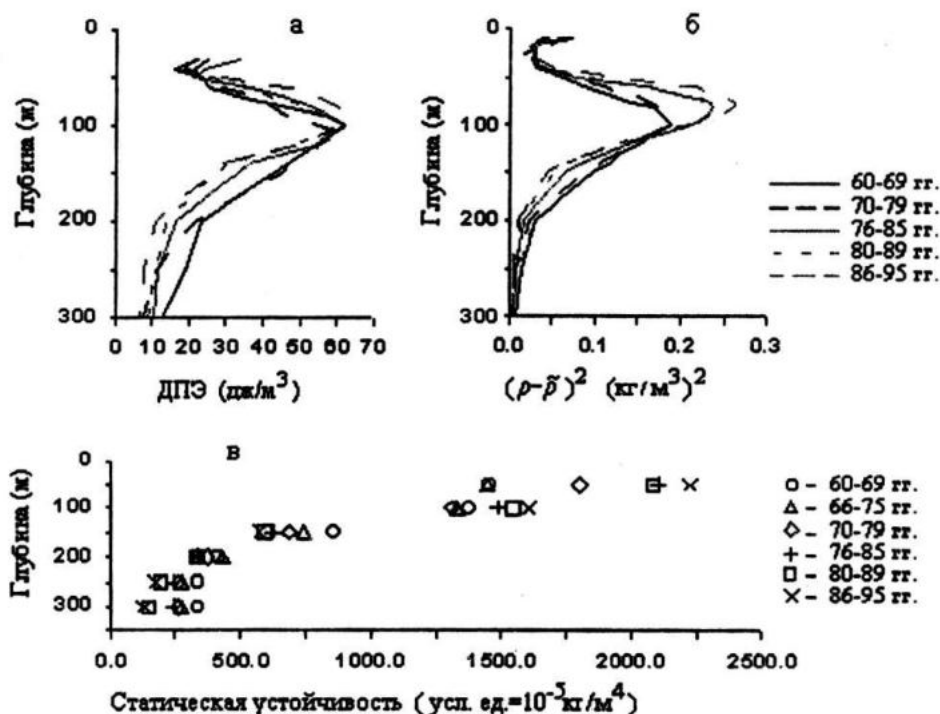 а
0
100
200
300
Глубина (м)
0 10 20 30 40 50 60 70
ДПЭ (дж/м³)
б
0
100
200
300
Глубина (м)
0.0 0.1 0.2 0.3
(ρ-ρ̃)² (кг/м³)²
60-69 гг.
70-79 гг.
76-85 гг.
80-89 гг.
86-95 гг.
в
0
100
200
300
Глубина (м)
0.0 500.0 1000.0 1500.0 2000.0 2500.0
Статическая устойчивость (усл. ед.=10⁻⁵кг/м⁴)
– 60-69 гг.
– 66-75 гг.
– 70-79 гг.
– 76-85 гг.
– 80-89 гг.
– 86-95 гг.